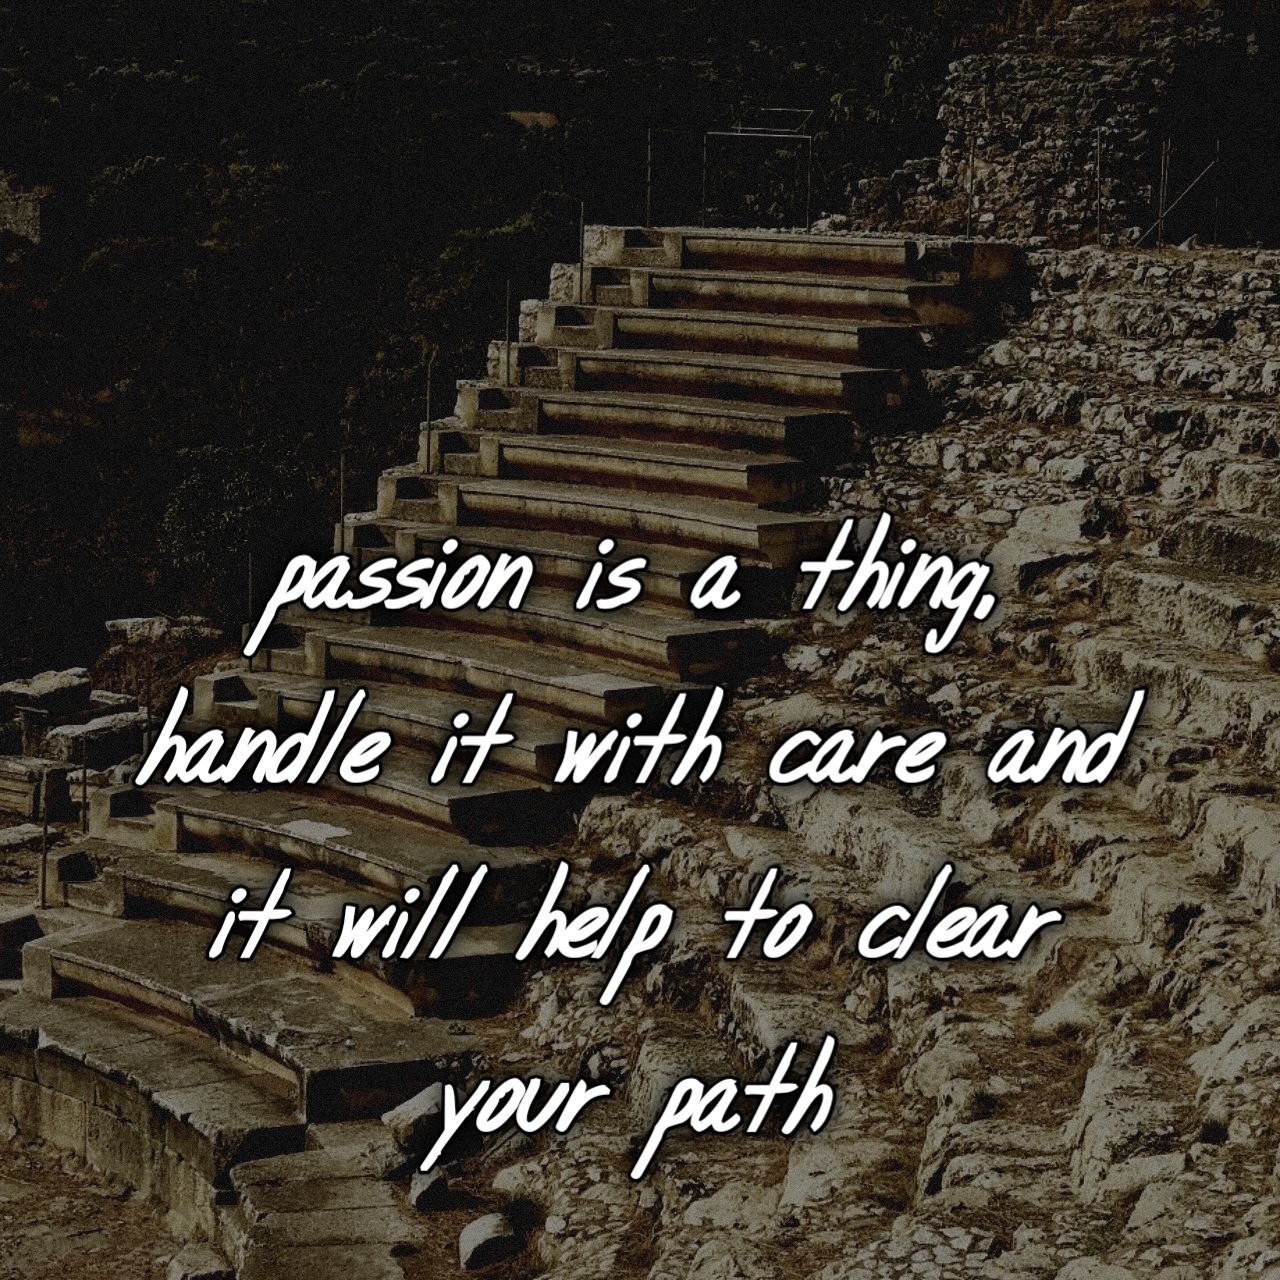 passion is a thing,
handle it with care and
it will help to clear
your path